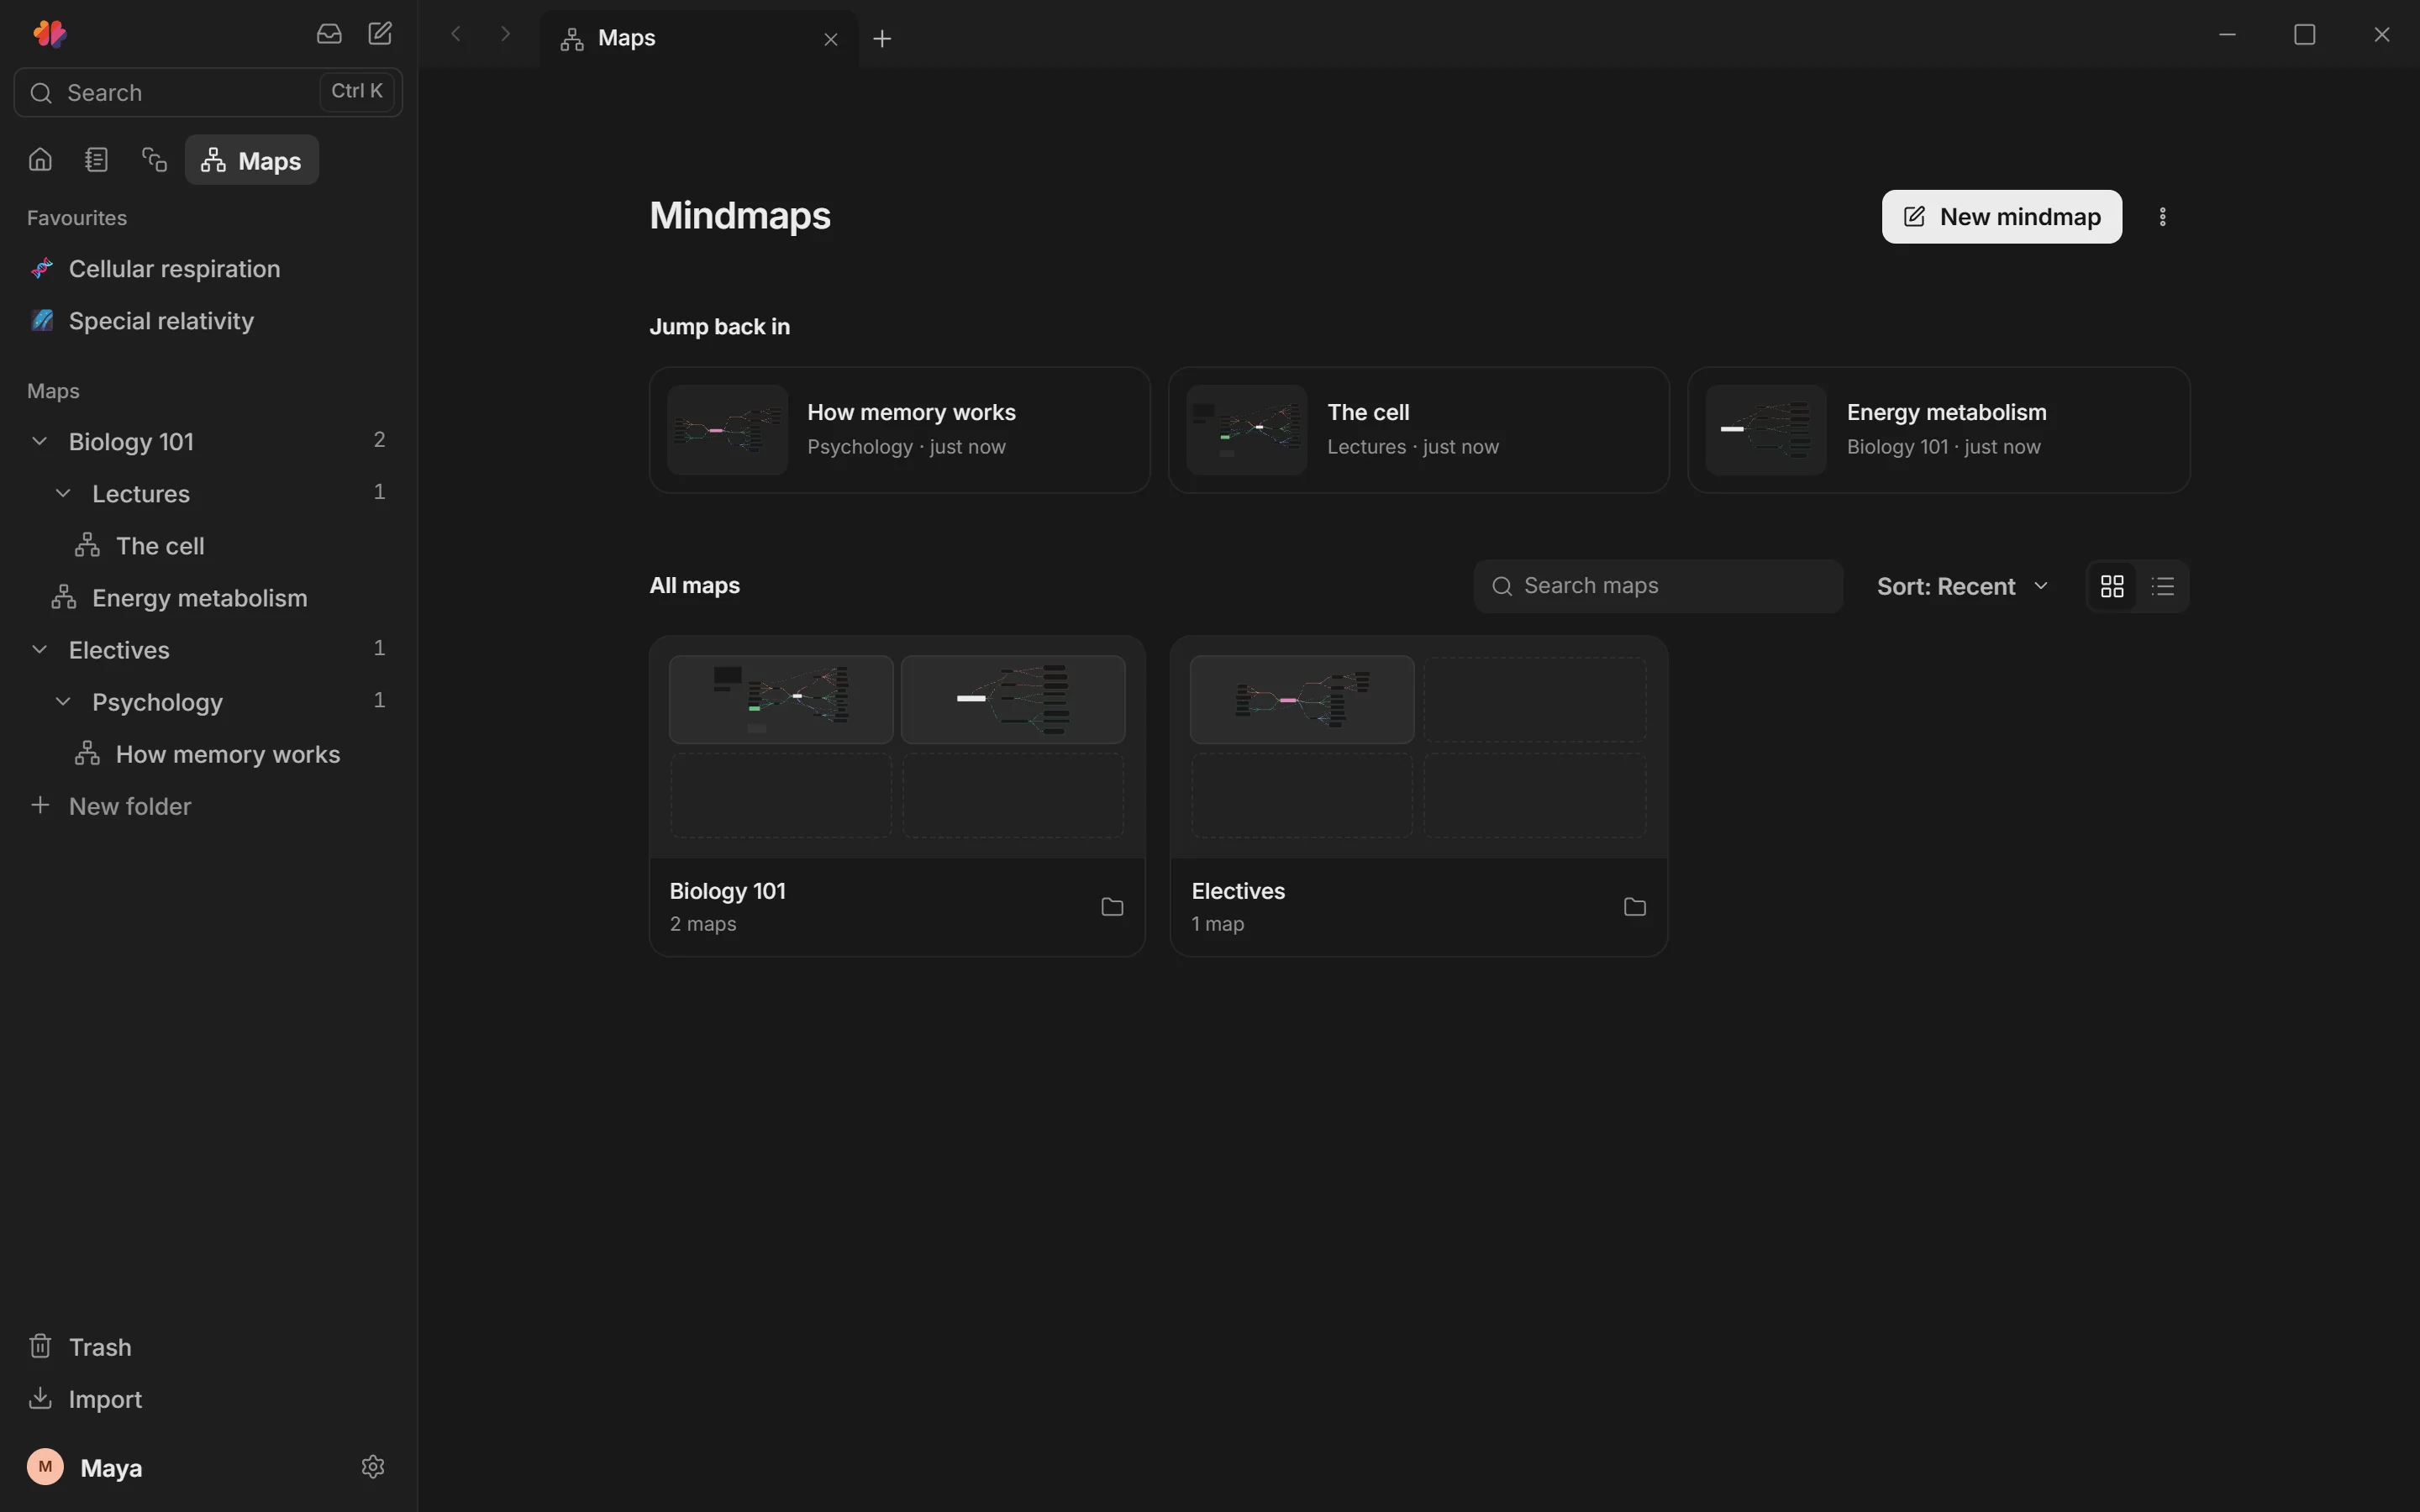 Search
Ctrl K
Maps
Favourites
Cellular respiration
Special relativity
Maps
Biology 101
2
Lectures
1
The cell
Energy metabolism
Electives
1
Psychology
1
How memory works
New folder
Trash
Import
M
Maya
Maps
Mindmaps
New mindmap
Jump back in
How memory works
Psychology · just now
The cell
Lectures · just now
Energy metabolism
Biology 101 · just now
All maps
Search maps
Sort: Recent
Biology 101
2 maps
Electives
1 map